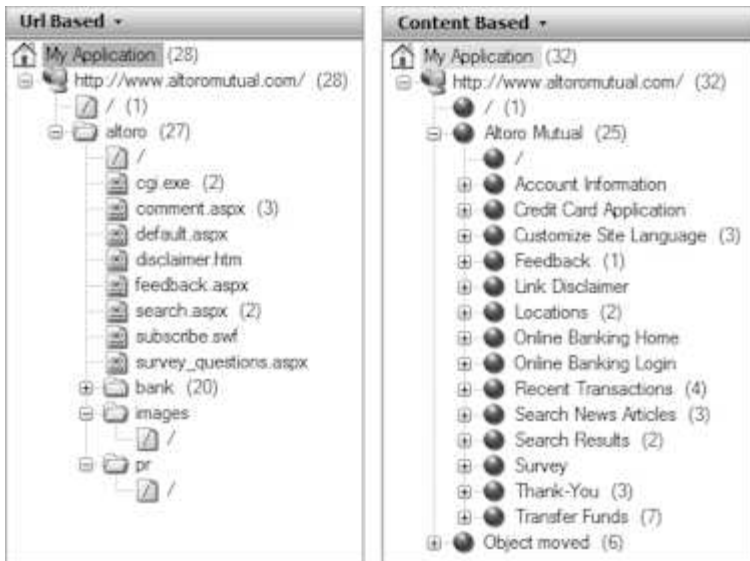 Url Based
My Application (28)
http://www.altoromutual.com/ (28)
/ (1)
altoro (27)
/
cgi.exe (2)
comment.aspx (3)
default.aspx
disclaimer.htm
feedback.aspx
search.aspx (2)
subscribe.swf
survey_questions.aspx
bank (20)
images
/
pr
/
Content Based
My Application (32)
http://www.altoromutual.com/ (32)
/ (1)
Altoro Mutual (25)
/
Account Information
Credit Card Application
Customize Site Language (3)
Feedback (1)
Link Disclaimer
Locations (2)
Online Banking Home
Online Banking Login
Recent Transactions (4)
Search News Articles (3)
Search Results (2)
Survey
Thank-You (3)
Transfer Funds (7)
Object moved (6)